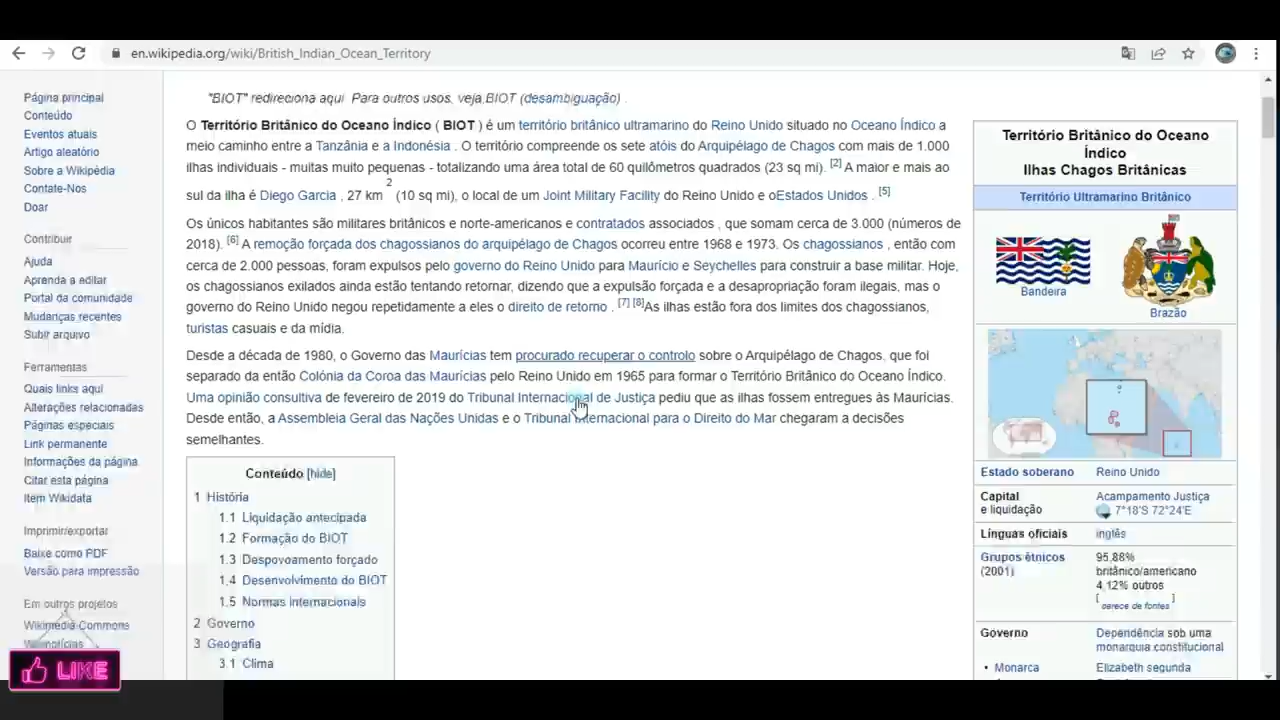 en.wikipedia.org/wiki/British_Indian_Ocean_Territory
Página principal
Conteúdo
Eventos atuais
Artigo aleatório
Sobre a Wikipédia
Contate-Nos
Doar
Contribuir
Ajuda
Aprenda a editar
Portal da comunidade
Mudanças recentes
Subir arquivo
Ferramentas
Quais links aqui
Alterações relacionadas
Páginas especiais
Link permanente
Informações da página
Citar esta página
Item Wikidata
Imprimir/exportar
Baixe como PDF
Versão para impressão
Em outros projetos
Wikimedia Commons
Wikinotícias
LIKE
"BIOT" redireciona aqui Para outros usos, veja BIOT (desambiguação) .
O Território Britânico do Oceano Índico ( BIOT ) é um território britânico ultramarino do Reino Unido situado no Oceano Índico a
meio caminho entre a Tanzânia e a Indonésia . O território compreende os sete atóis do Arquipélago de Chagos com mais de 1.000
ilhas individuais - muitas muito pequenas - totalizando uma área total de 60 quilômetros quadrados (23 sq mi). [2] A maior e mais ao
sul da ilha é Diego Garcia , 27 km 2 (10 sq mi), o local de um Joint Military Facility do Reino Unido e oEstados Unidos . [5]
Os únicos habitantes são militares britânicos e norte-americanos e contratados associados , que somam cerca de 3.000 (números de
2018). [6] A remoção forçada dos chagossianos do arquipélago de Chagos ocorreu entre 1968 e 1973. Os chagossianos , então com
cerca de 2.000 pessoas, foram expulsos pelo governo do Reino Unido para Maurício e Seychelles para construir a base militar. Hoje,
os chagossianos exilados ainda estão tentando retornar, dizendo que a expulsão forçada e a desapropriação foram ilegais, mas o
governo do Reino Unido negou repetidamente a eles o direito de retorno . [7] [8]As ilhas estão fora dos limites dos chagossianos,
turistas casuais e da mídia.
Desde a década de 1980, o Governo das Maurícias tem procurado recuperar o controlo sobre o Arquipélago de Chagos, que foi
separado da então Colónia da Coroa das Maurícias pelo Reino Unido em 1965 para formar o Território Britânico do Oceano Índico.
Uma opinião consultiva de fevereiro de 2019 do Tribunal Internacional de Justiça pediu que as ilhas fossem entregues às Maurícias.
Desde então, a Assembleia Geral das Nações Unidas e o Tribunal Internacional para o Direito do Mar chegaram a decisões
semelhantes.
Conteúdo [hide]
1 História
1.1 Liquidação antecipada
1.2 Formação do BIOT
1.3 Despovoamento forçado
1.4 Desenvolvimento do BIOT
1.5 Normas internacionais
2 Governo
3 Geografia
3.1 Clima
Território Britânico do Oceano
Índico
Ilhas Chagos Britânicas
Território Ultramarino Britânico
Bandeira
Brazão
Estado soberano Reino Unido
Capital Acampamento Justiça
e liquidação 7°18′S 72°24′E
Línguas oficiais inglês
Grupos étnicos 95,88%
(2001) britânico/americano
4,12% outros
[ carece de fontes ]
Governo Dependência sob uma
monarquia constitucional
• Monarca Elizabeth segunda